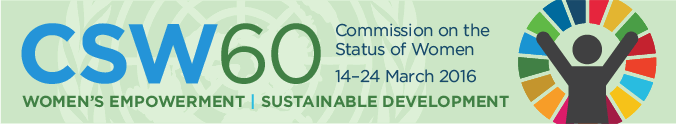 CSW60
Commission on the
Status of Women
14–24 March 2016
WOMEN'S EMPOWERMENT | SUSTAINABLE DEVELOPMENT